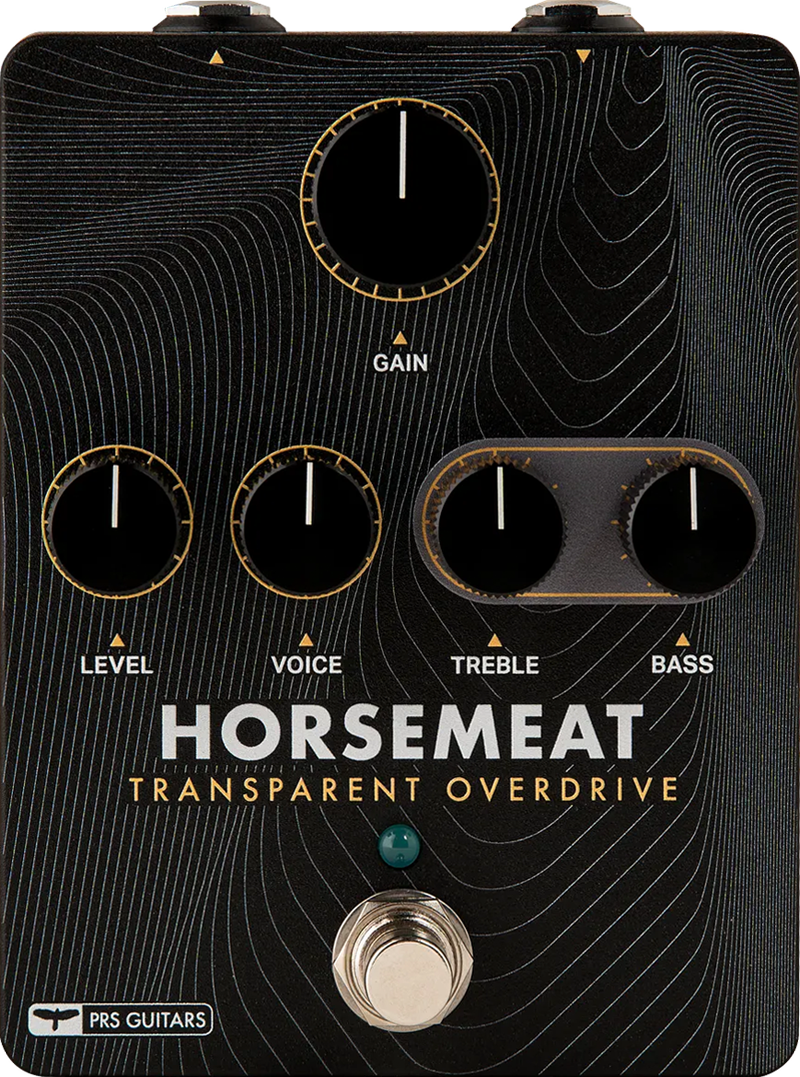 GAIN
LEVEL VOICE TREBLE BASS
HORSEMEAT
TRANSPARENT OVERDRIVE
PRS GUITARS